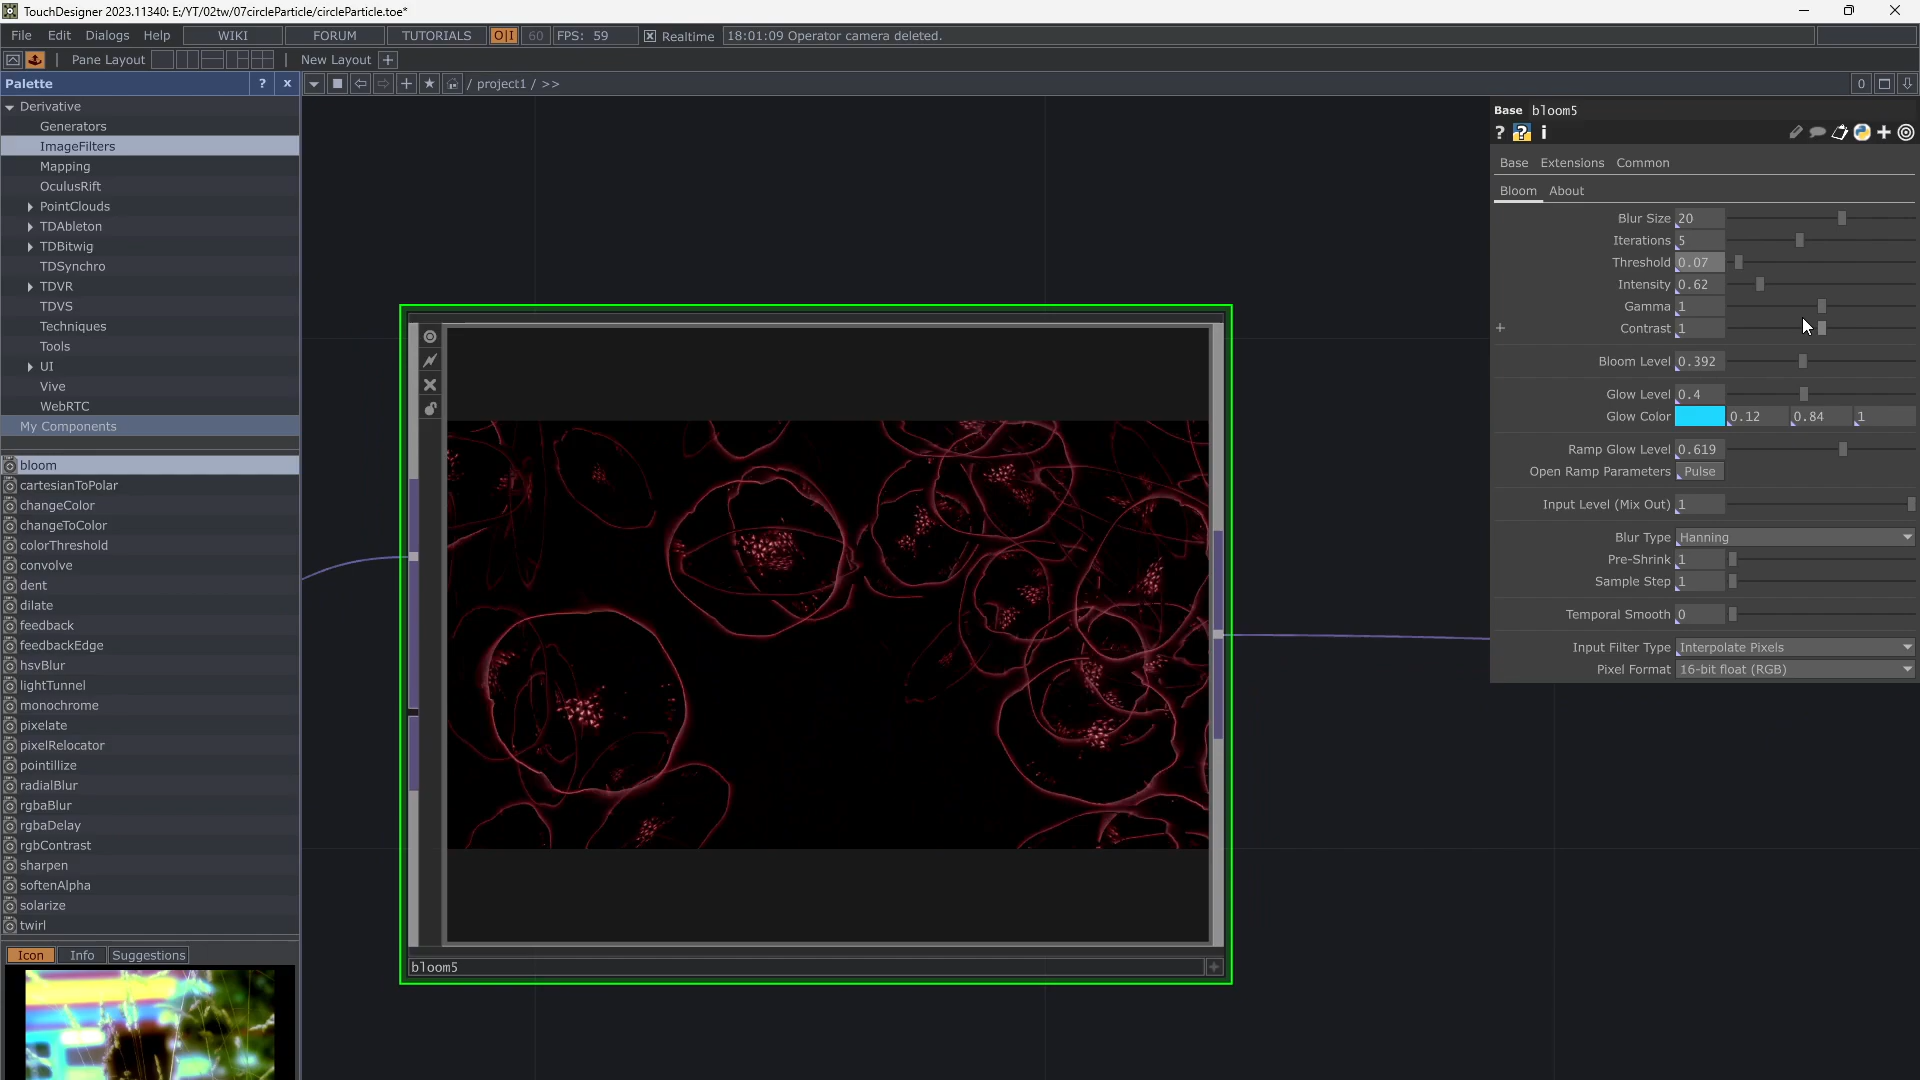 TouchDesigner 2023.11340: E:/YT/02tw/07circleParticle/circleParticle.toe*
File Edit Dialogs Help WIKI FORUM TUTORIALS O|I 60 FPS: 59 Realtime 18:01:09 Operator camera deleted.
Pane Layout New Layout +
Palette ? x / project1 / >> 0
Derivative
Generators
ImageFilters
Mapping
OculusRift
PointClouds
TDAbleton
TDBitwig
TDSynchro
TDVR
TDVS
Techniques
Tools
UI
Vive
WebRTC
My Components
bloom
cartesianToPolar
changeColor
changeToColor
colorThreshold
convolve
dent
dilate
feedback
feedbackEdge
hsvBlur
lightTunnel
monochrome
pixelate
pixelRelocator
pointillize
radialBlur
rgbaBlur
rgbaDelay
rgbContrast
sharpen
softenAlpha
solarize
twirl
Icon Info Suggestions
bloom5
Base bloom5
? ? i
Base Extensions Common
Bloom About
Blur Size 20
Iterations 5
Threshold 0.07
Intensity 0.62
Gamma 1
+ Contrast 1
Bloom Level 0.392
Glow Level 0.4
Glow Color 0.12 0.84 1
Ramp Glow Level 0.619
Open Ramp Parameters Pulse
Input Level (Mix Out) 1
Blur Type Hanning
Pre-Shrink 1
Sample Step 1
Temporal Smooth 0
Input Filter Type Interpolate Pixels
Pixel Format 16-bit float (RGB)